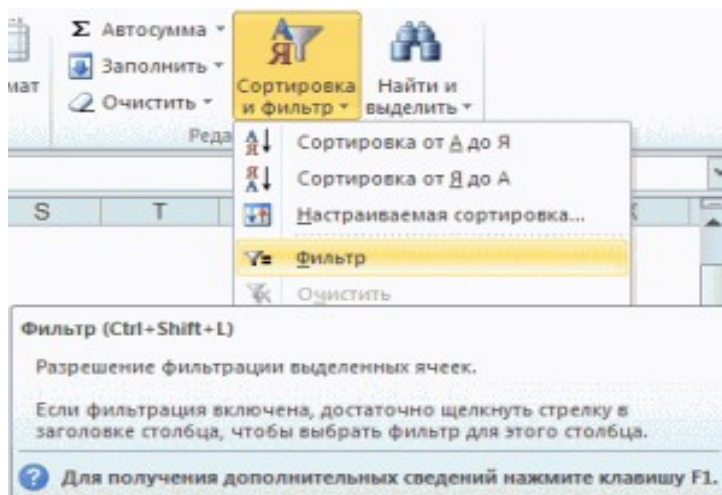 Σ Автосумма
Заполнить
Очистить
мат
Сортировка
и фильтр
Найти и
выделить
Реда
Сортировка от А до Я
Сортировка от Я до А
Настраиваемая сортировка...
S T
Фильтр
Очистить
Фильтр (Ctrl+Shift+L)
Разрешение фильтрации выделенных ячеек.
Если фильтрация включена, достаточно щелкнуть стрелку в
заголовке столбца, чтобы выбрать фильтр для этого столбца.
Для получения дополнительных сведений нажмите клавишу F1.